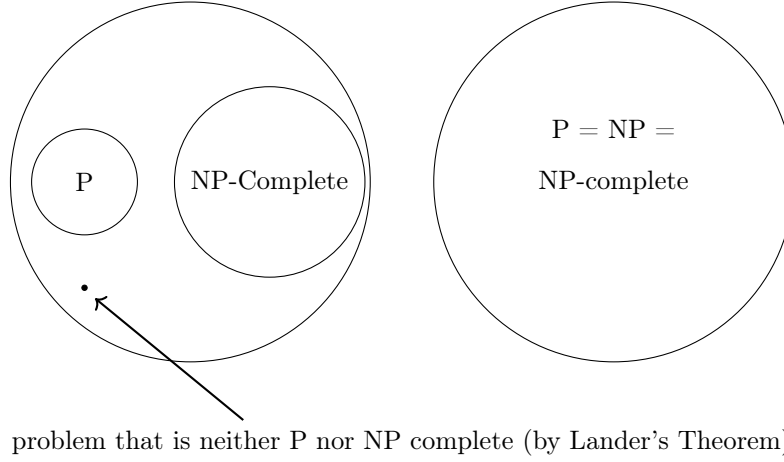 P
NP-Complete
P = NP =
NP-complete
problem that is neither P nor NP complete (by Lander's Theorem)